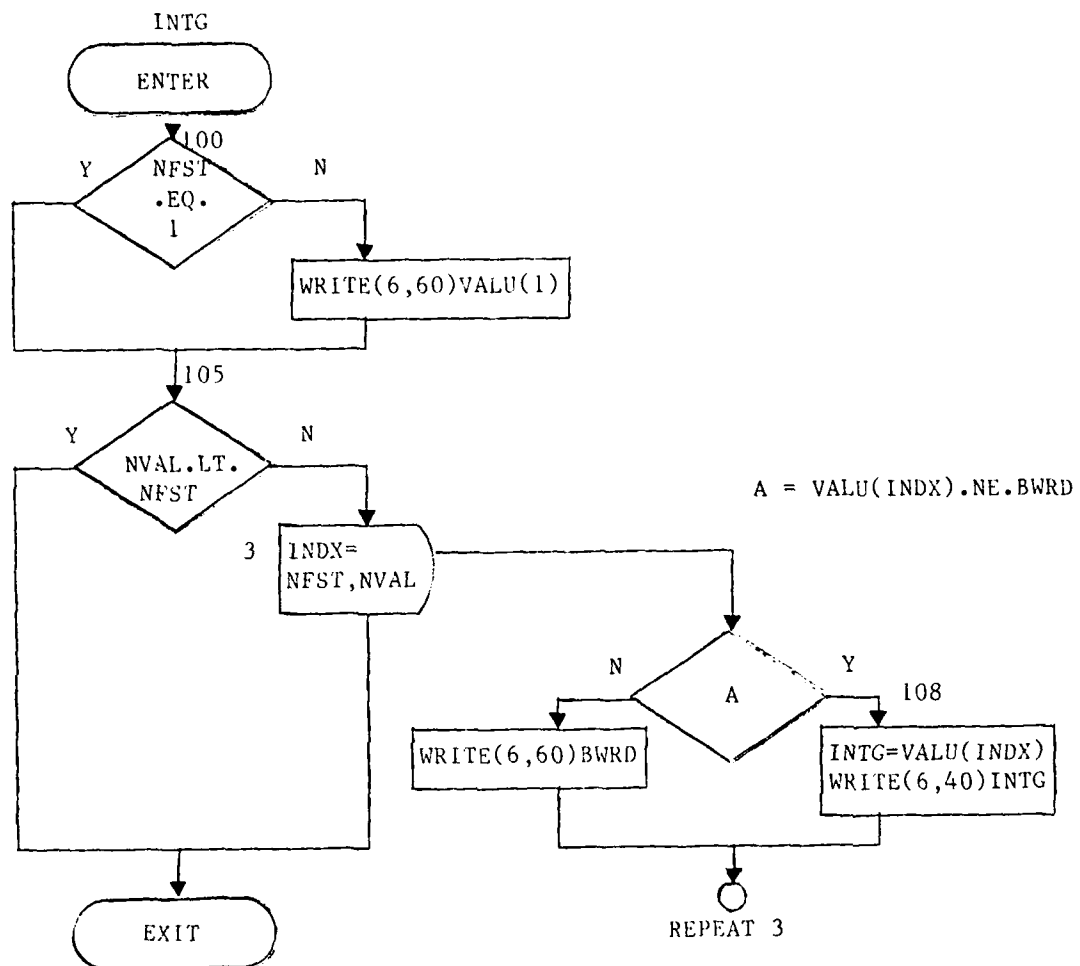 INTG
ENTER
100
Y
NFST
.EQ.
1
N
WRITE(6,60)VALU(1)
105
Y
NVAL.LT.
NFST
N
A = VALU(INDX).NE.BWRD
3
INDX=
NFST,NVAL
N
A
Y
108
WRITE(6,60)BWRD
INTG=VALU(INDX)
WRITE(6,40)INTG
EXIT
REPEAT 3